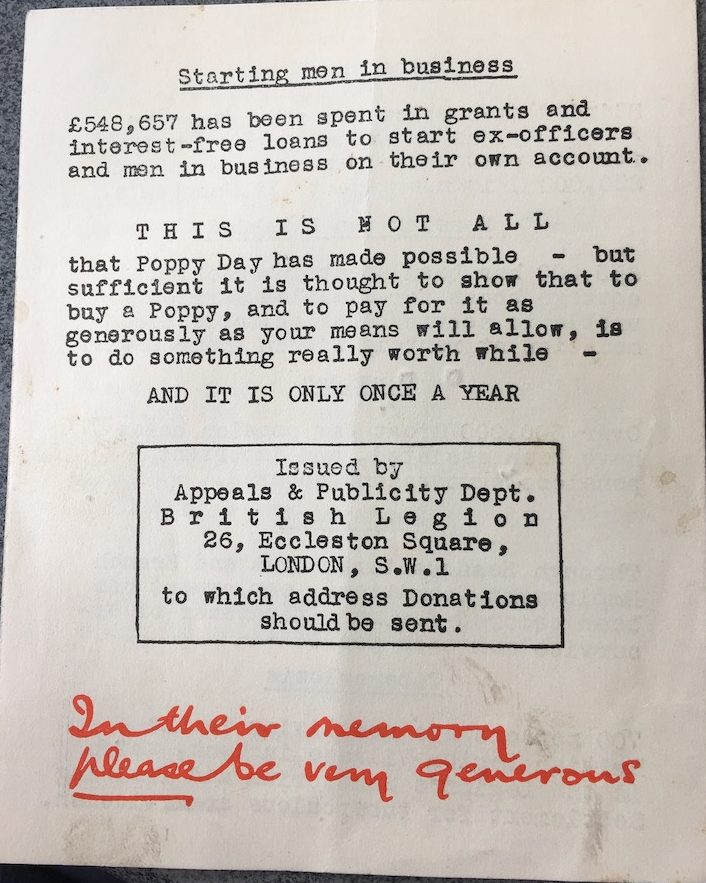 Starting men in business
£548,657 has been spent in grants and
interest-free loans to start ex-officers
and men in business on their own account.
THIS IS NOT ALL
that Poppy Day has made possible - but
sufficient it is thought to show that to
buy a Poppy, and to pay for it as
generously as your means will allow, is
to do something really worth while -
AND IT IS ONLY ONCE A YEAR
Issued by
Appeals & Publicity Dept.
British Legion
26, Eccleston Square,
LONDON, S.W.1
to which address Donations
should be sent.
In their memory
please be very generous